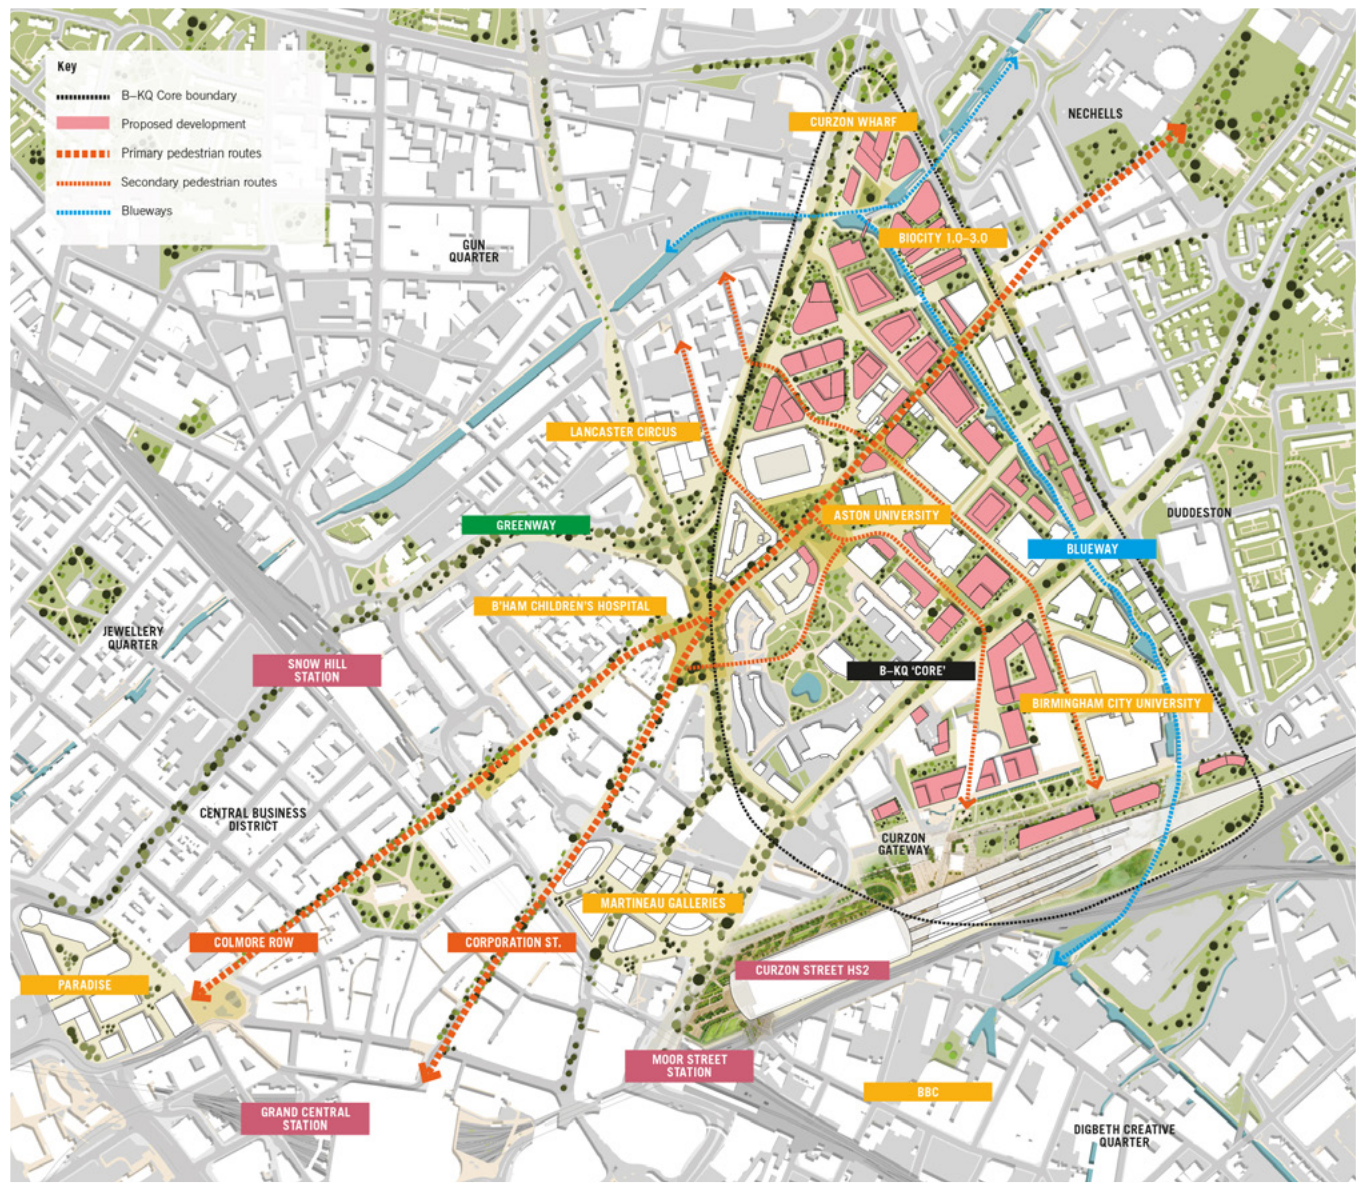 Key
B–KQ Core boundary
Proposed development
Primary pedestrian routes
Secondary pedestrian routes
Blueways
CURZON WHARF
NECHELLS
BIOCITY 1.0–3.0
GUN
QUARTER
LANCASTER CIRCUS
GREENWAY
ASTON UNIVERSITY
DUDDESTON
BLUEWAY
B'HAM CHILDREN'S HOSPITAL
JEWELLERY
QUARTER
SNOW HILL
STATION
B–KQ 'CORE'
BIRMINGHAM CITY UNIVERSITY
CENTRAL BUSINESS
DISTRICT
CURZON
GATEWAY
MARTINEAU GALLERIES
COLMORE ROW
CORPORATION ST.
CURZON STREET HS2
PARADISE
MOOR STREET
STATION
BBC
GRAND CENTRAL
STATION
DIGBETH CREATIVE
QUARTER